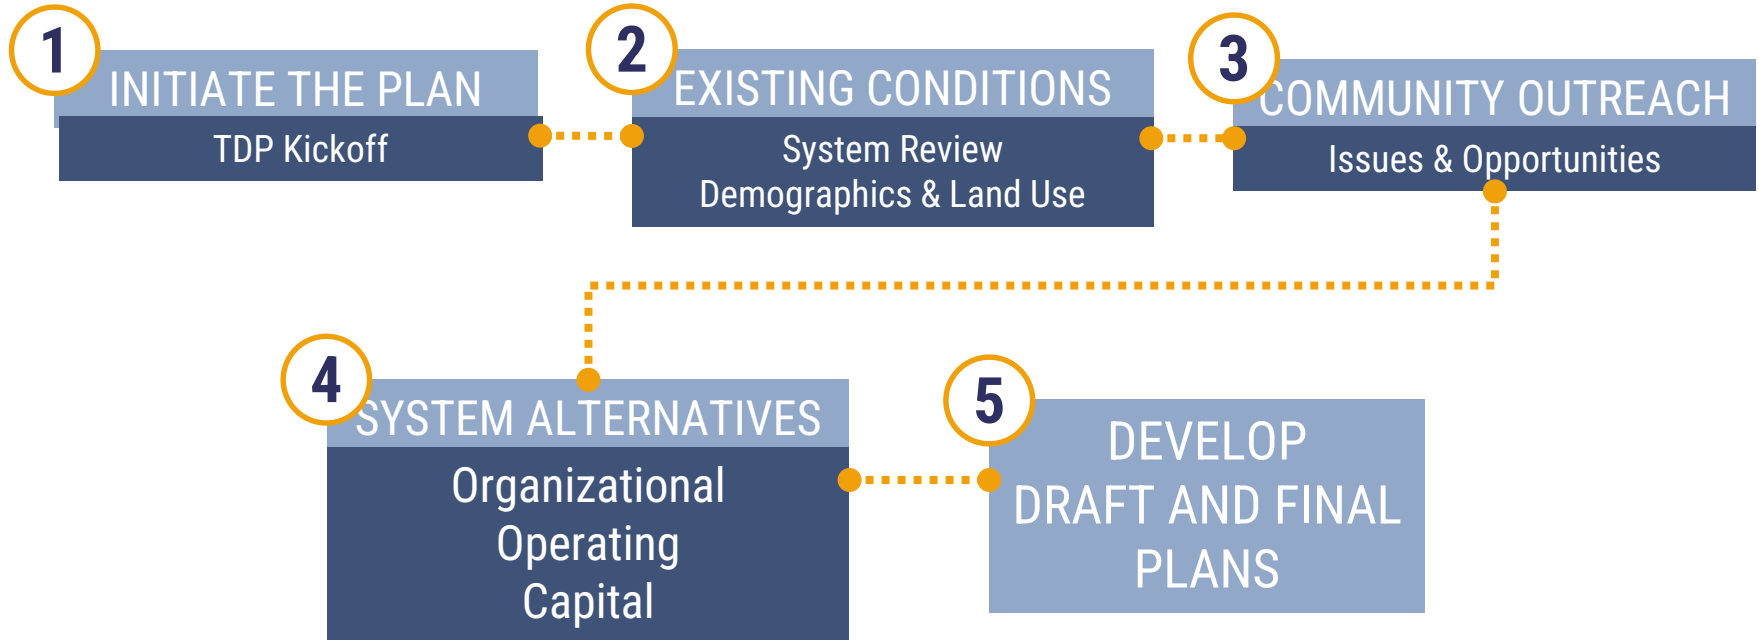 1
INITIATE THE PLAN
TDP Kickoff
2
EXISTING CONDITIONS
System Review
Demographics & Land Use
3
COMMUNITY OUTREACH
Issues & Opportunities
4
SYSTEM ALTERNATIVES
Organizational
Operating
Capital
5
DEVELOP
DRAFT AND FINAL
PLANS